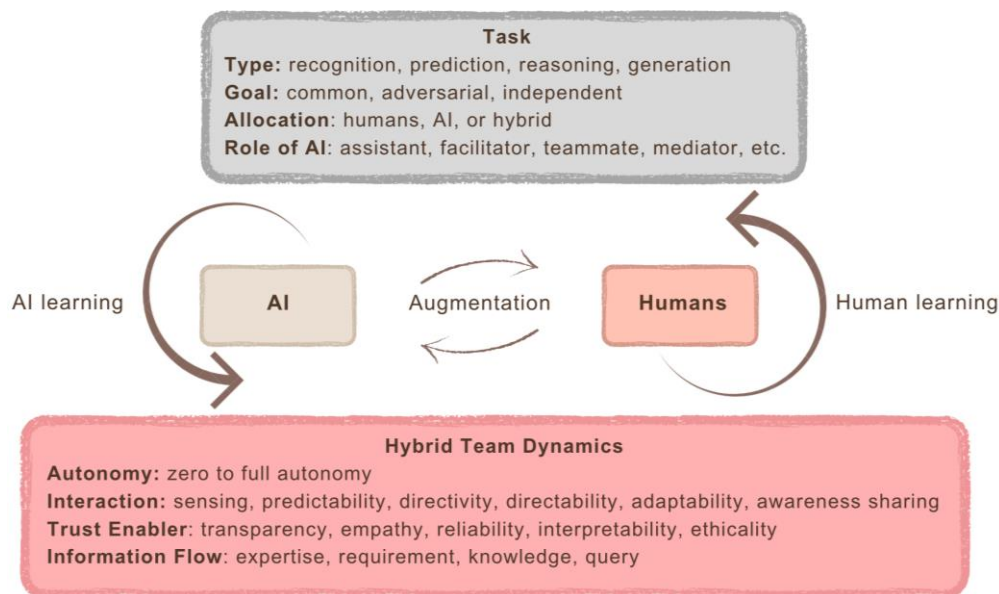 Task
Type: recognition, prediction, reasoning, generation
Goal: common, adversarial, independent
Allocation: humans, AI, or hybrid
Role of AI: assistant, facilitator, teammate, mediator, etc.
AI learning
AI
Augmentation
Humans
Human learning
Hybrid Team Dynamics
Autonomy: zero to full autonomy
Interaction: sensing, predictability, directivity, directability, adaptability, awareness sharing
Trust Enabler: transparency, empathy, reliability, interpretability, ethicality
Information Flow: expertise, requirement, knowledge, query